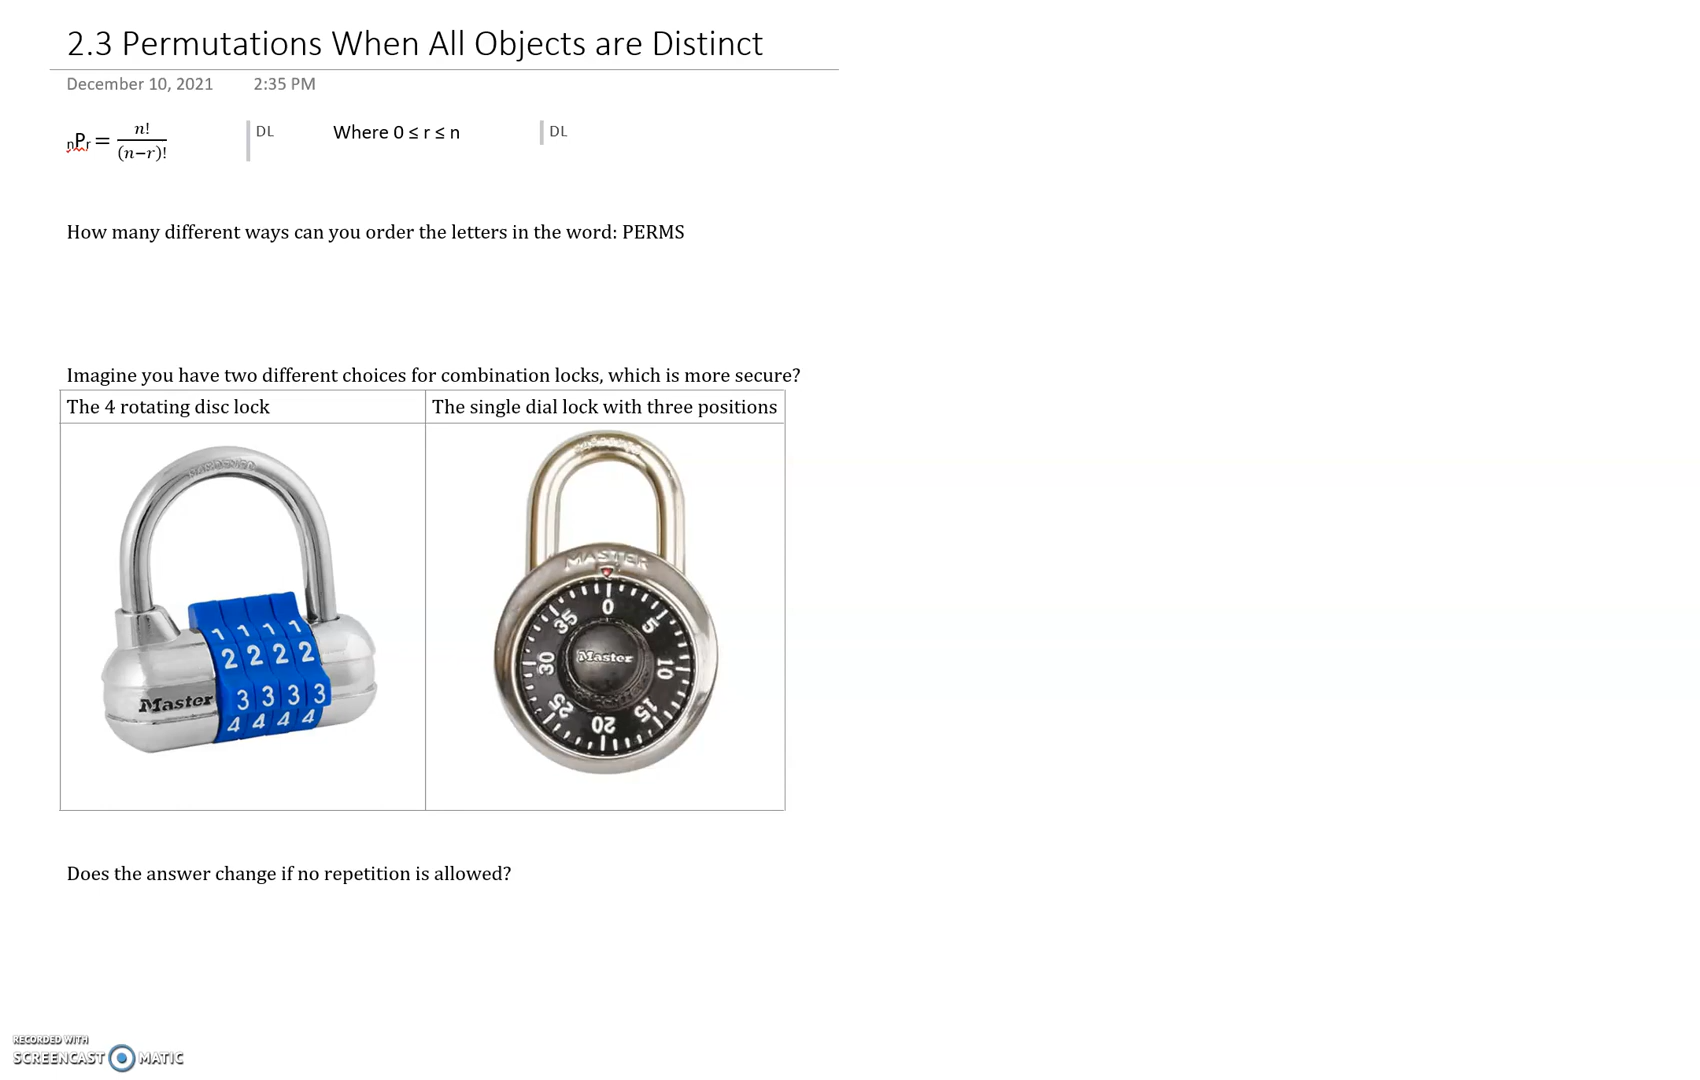 2.3 Permutations When All Objects are Distinct
December 10, 2021 2:35 PM
nPr = n!/(n−r)! DL Where 0 ≤ r ≤ n DL
How many different ways can you order the letters in the word: PERMS
Imagine you have two different choices for combination locks, which is more secure?
The 4 rotating disc lock The single dial lock with three positions
MASTER
0
5
10
15
20
25
30
35
Master
1 1 1 1
2 2 2 2
3 3 3 3
4 4 4 4
Master
Does the answer change if no repetition is allowed?
RECORDED WITH
SCREENCAST MATIC